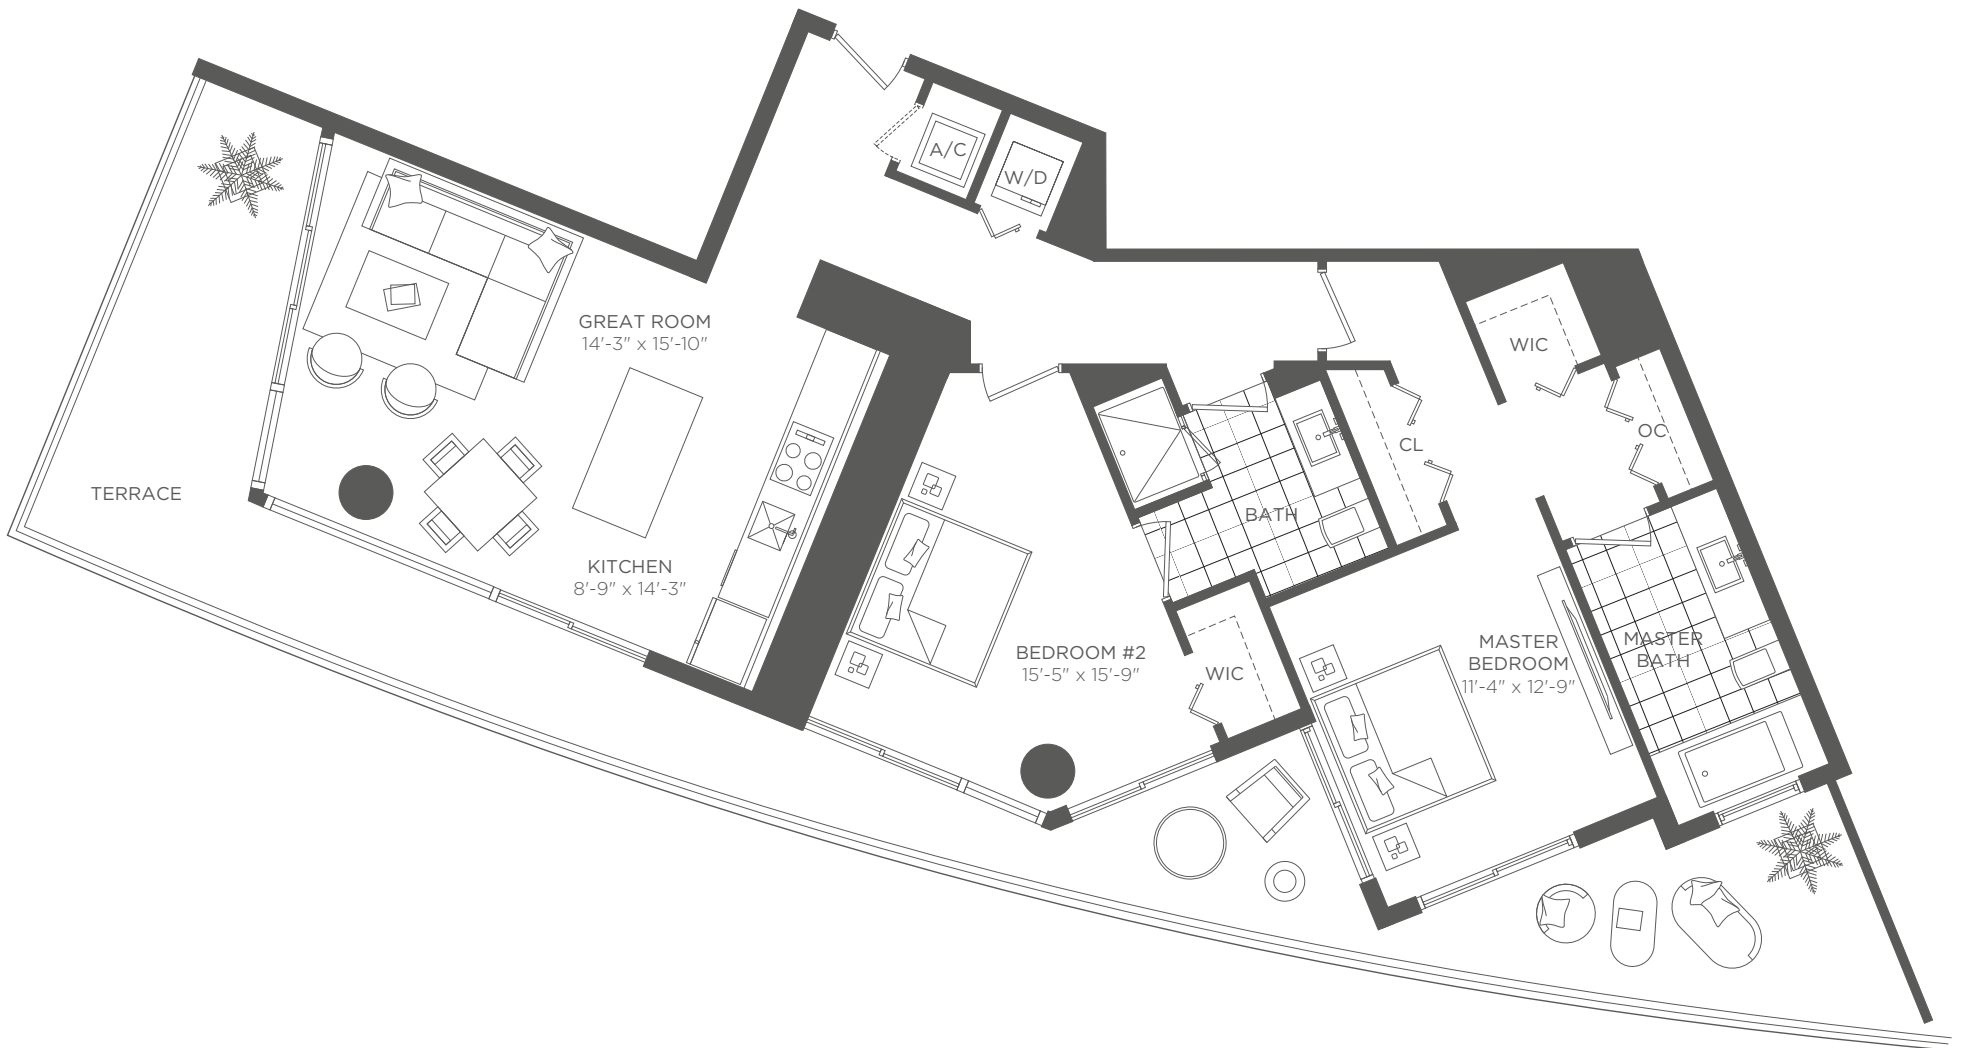 A/C
W/D
GREAT ROOM
14'-3" x 15'-10"
WIC
OC
CL
TERRACE
BATH
KITCHEN
8'-9" x 14'-3"
BEDROOM #2
15'-5" x 15'-9"
WIC
MASTER
BEDROOM
11'-4" x 12'-9"
MASTER
BATH